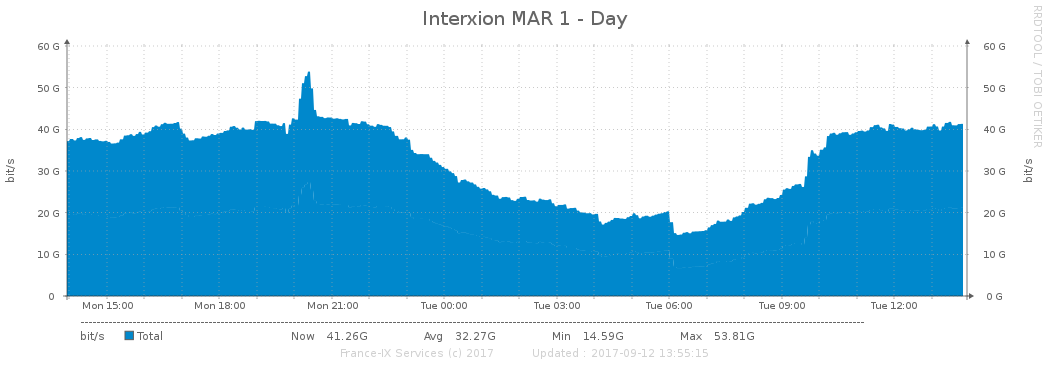 Interxion MAR 1 - Day
RRDTOOL / TOBI OETIKER
60 G 60 G
50 G 50 G
40 G 40 G
30 G 30 G
20 G 20 G
10 G 10 G
0 0 G
bit/s bit/s
Mon 15:00 Mon 18:00 Mon 21:00 Tue 00:00 Tue 03:00 Tue 06:00 Tue 09:00 Tue 12:00
bit/s Total Now 41.26G Avg 32.27G Min 14.59G Max 53.81G
France-IX Services (c) 2017 Updated : 2017-09-12 13:55:15